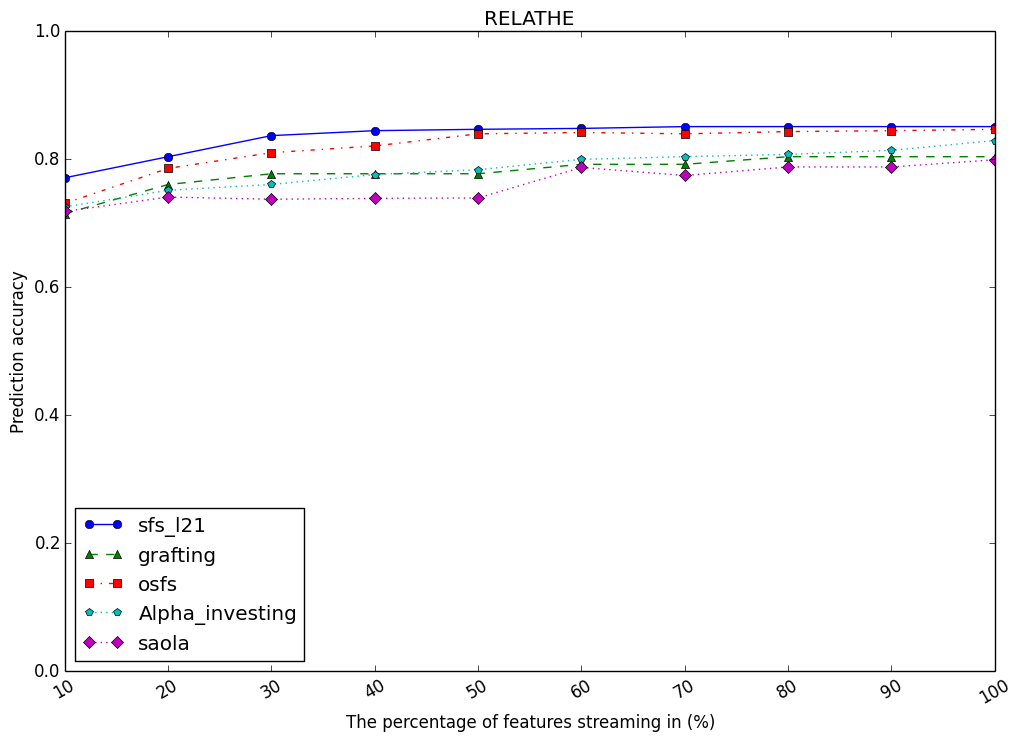 RELATHE
1.0
0.8
0.6
0.4
0.2
0.0
Prediction accuracy
sfs_l21
grafting
osfs
Alpha_investing
saola
10 20 30 40 50 60 70 80 90 100
The percentage of features streaming in (%)